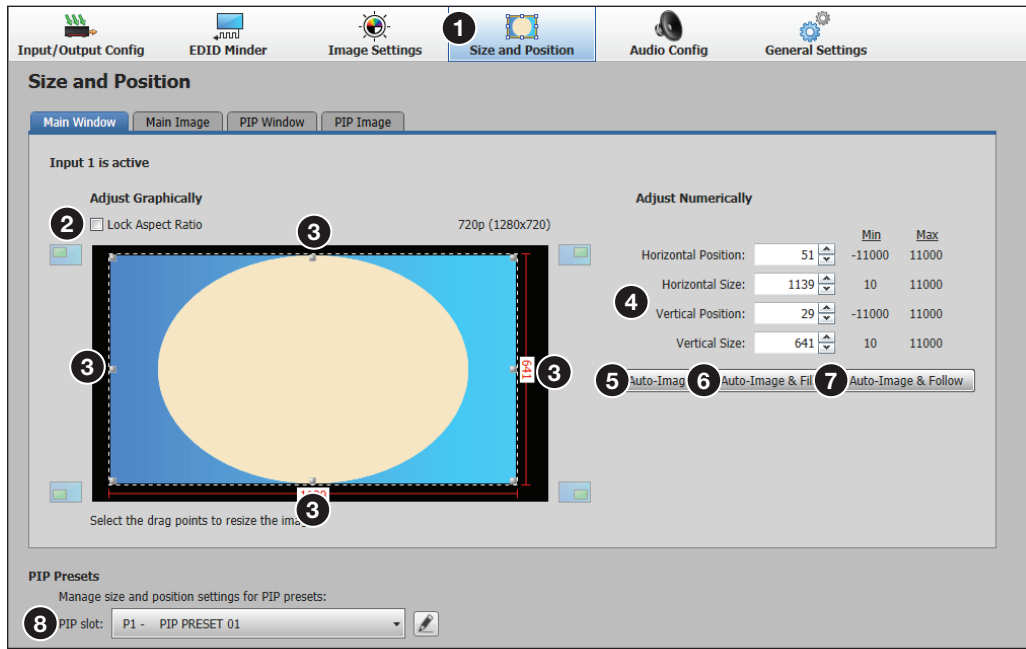 Input/Output Config EDID Minder Image Settings 1 Size and Position Audio Config General Settings
Size and Position
Main Window Main Image PIP Window PIP Image
Input 1 is active
Adjust Graphically Adjust Numerically
2 Lock Aspect Ratio 3 720p (1280x720)
Min Max
Horizontal Position: 51 -11000 11000
Horizontal Size: 1139 10 11000
4 Vertical Position: 29 -11000 11000
Vertical Size: 641 10 11000
3 641 3 5 Auto-Imag 6 Auto-Image & Fil 7 Auto-Image & Follow
3
Select the drag points to resize the ima
PIP Presets
Manage size and position settings for PIP presets:
8 PIP slot: P1 - PIP PRESET 01